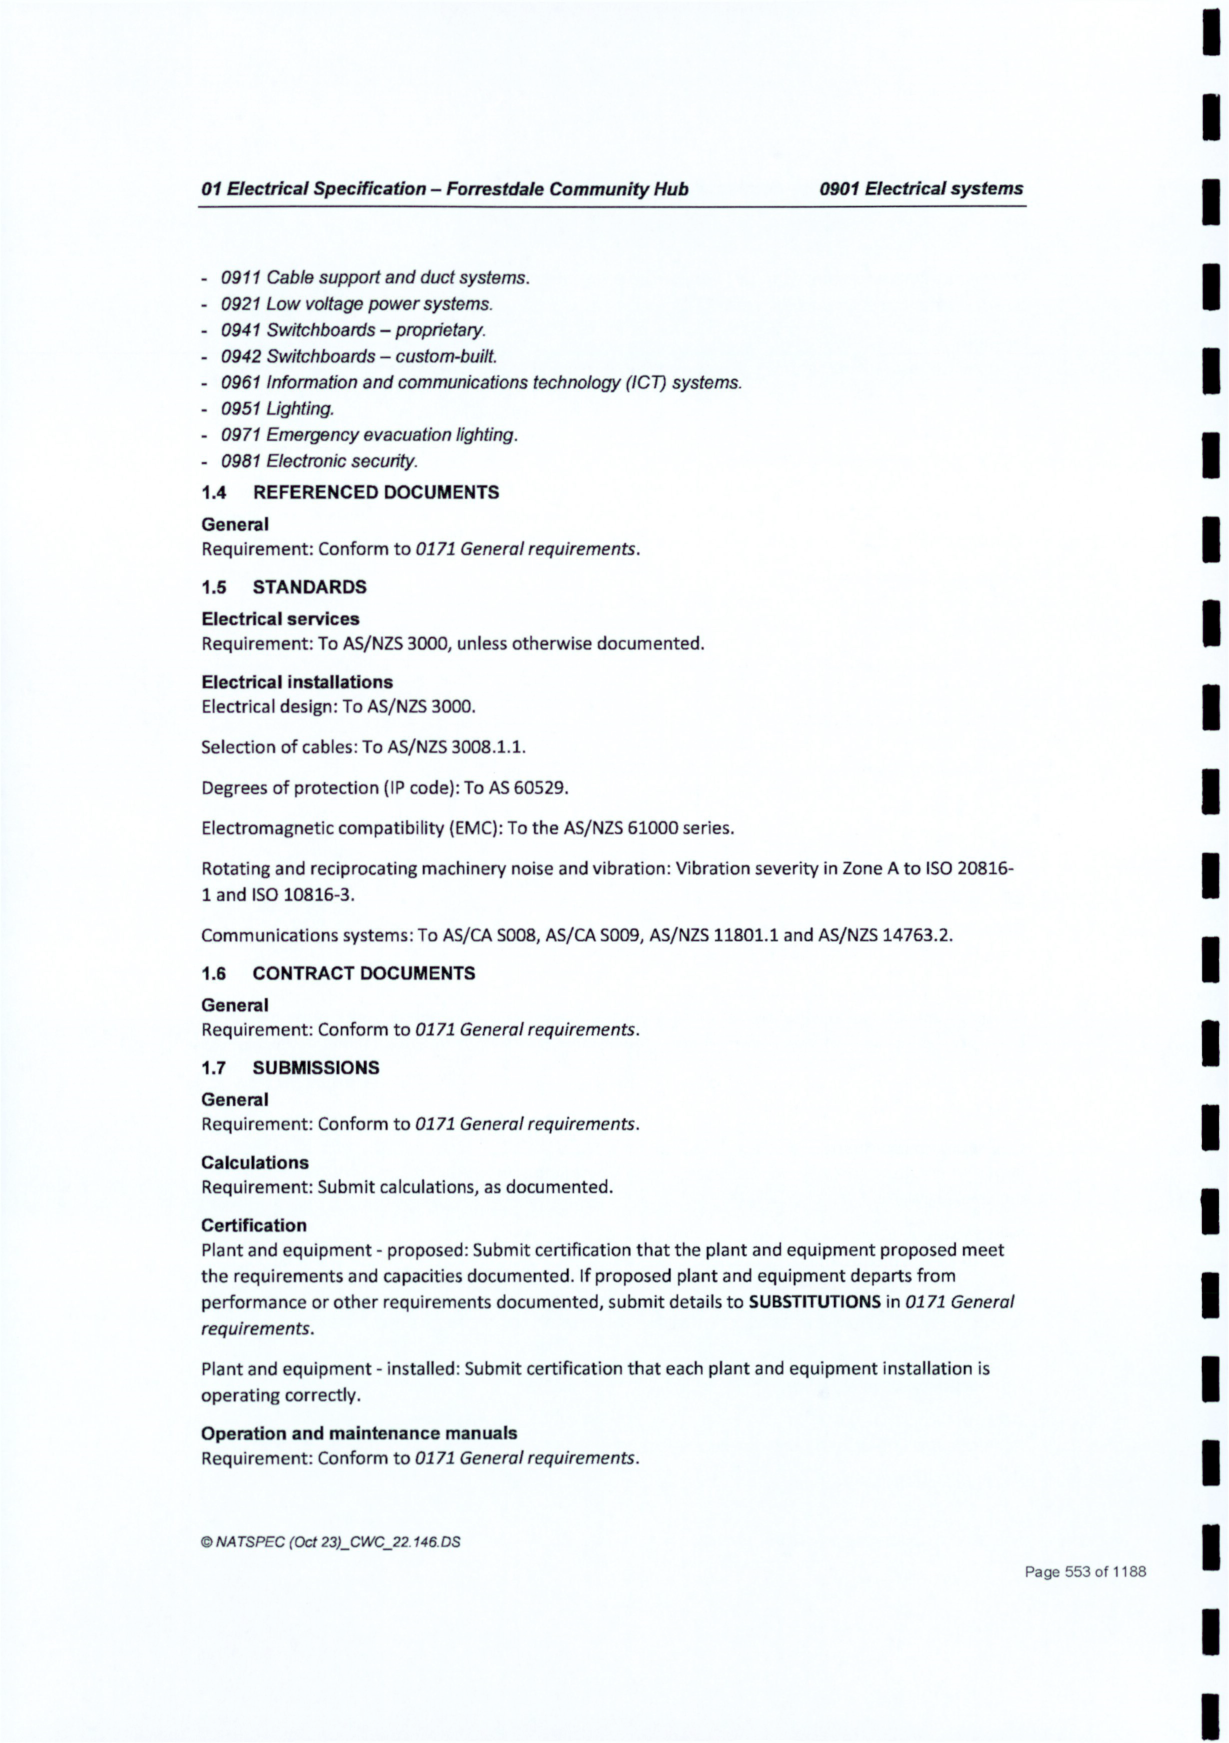 01 Electrical Specification – Forrestdale Community Hub 0901 Electrical systems
- 0911 Cable support and duct systems.
- 0921 Low voltage power systems.
- 0941 Switchboards – proprietary.
- 0942 Switchboards – custom-built.
- 0961 Information and communications technology (ICT) systems.
- 0951 Lighting.
- 0971 Emergency evacuation lighting.
- 0981 Electronic security.
1.4 REFERENCED DOCUMENTS
General
Requirement: Conform to 0171 General requirements.
1.5 STANDARDS
Electrical services
Requirement: To AS/NZS 3000, unless otherwise documented.
Electrical installations
Electrical design: To AS/NZS 3000.
Selection of cables: To AS/NZS 3008.1.1.
Degrees of protection (IP code): To AS 60529.
Electromagnetic compatibility (EMC): To the AS/NZS 61000 series.
Rotating and reciprocating machinery noise and vibration: Vibration severity in Zone A to ISO 20816-
1 and ISO 10816-3.
Communications systems: To AS/CA S008, AS/CA S009, AS/NZS 11801.1 and AS/NZS 14763.2.
1.6 CONTRACT DOCUMENTS
General
Requirement: Conform to 0171 General requirements.
1.7 SUBMISSIONS
General
Requirement: Conform to 0171 General requirements.
Calculations
Requirement: Submit calculations, as documented.
Certification
Plant and equipment - proposed: Submit certification that the plant and equipment proposed meet
the requirements and capacities documented. If proposed plant and equipment departs from
performance or other requirements documented, submit details to SUBSTITUTIONS in 0171 General
requirements.
Plant and equipment - installed: Submit certification that each plant and equipment installation is
operating correctly.
Operation and maintenance manuals
Requirement: Conform to 0171 General requirements.
© NATSPEC (Oct 23)_CWC_22.146.DS
Page 553 of 1188